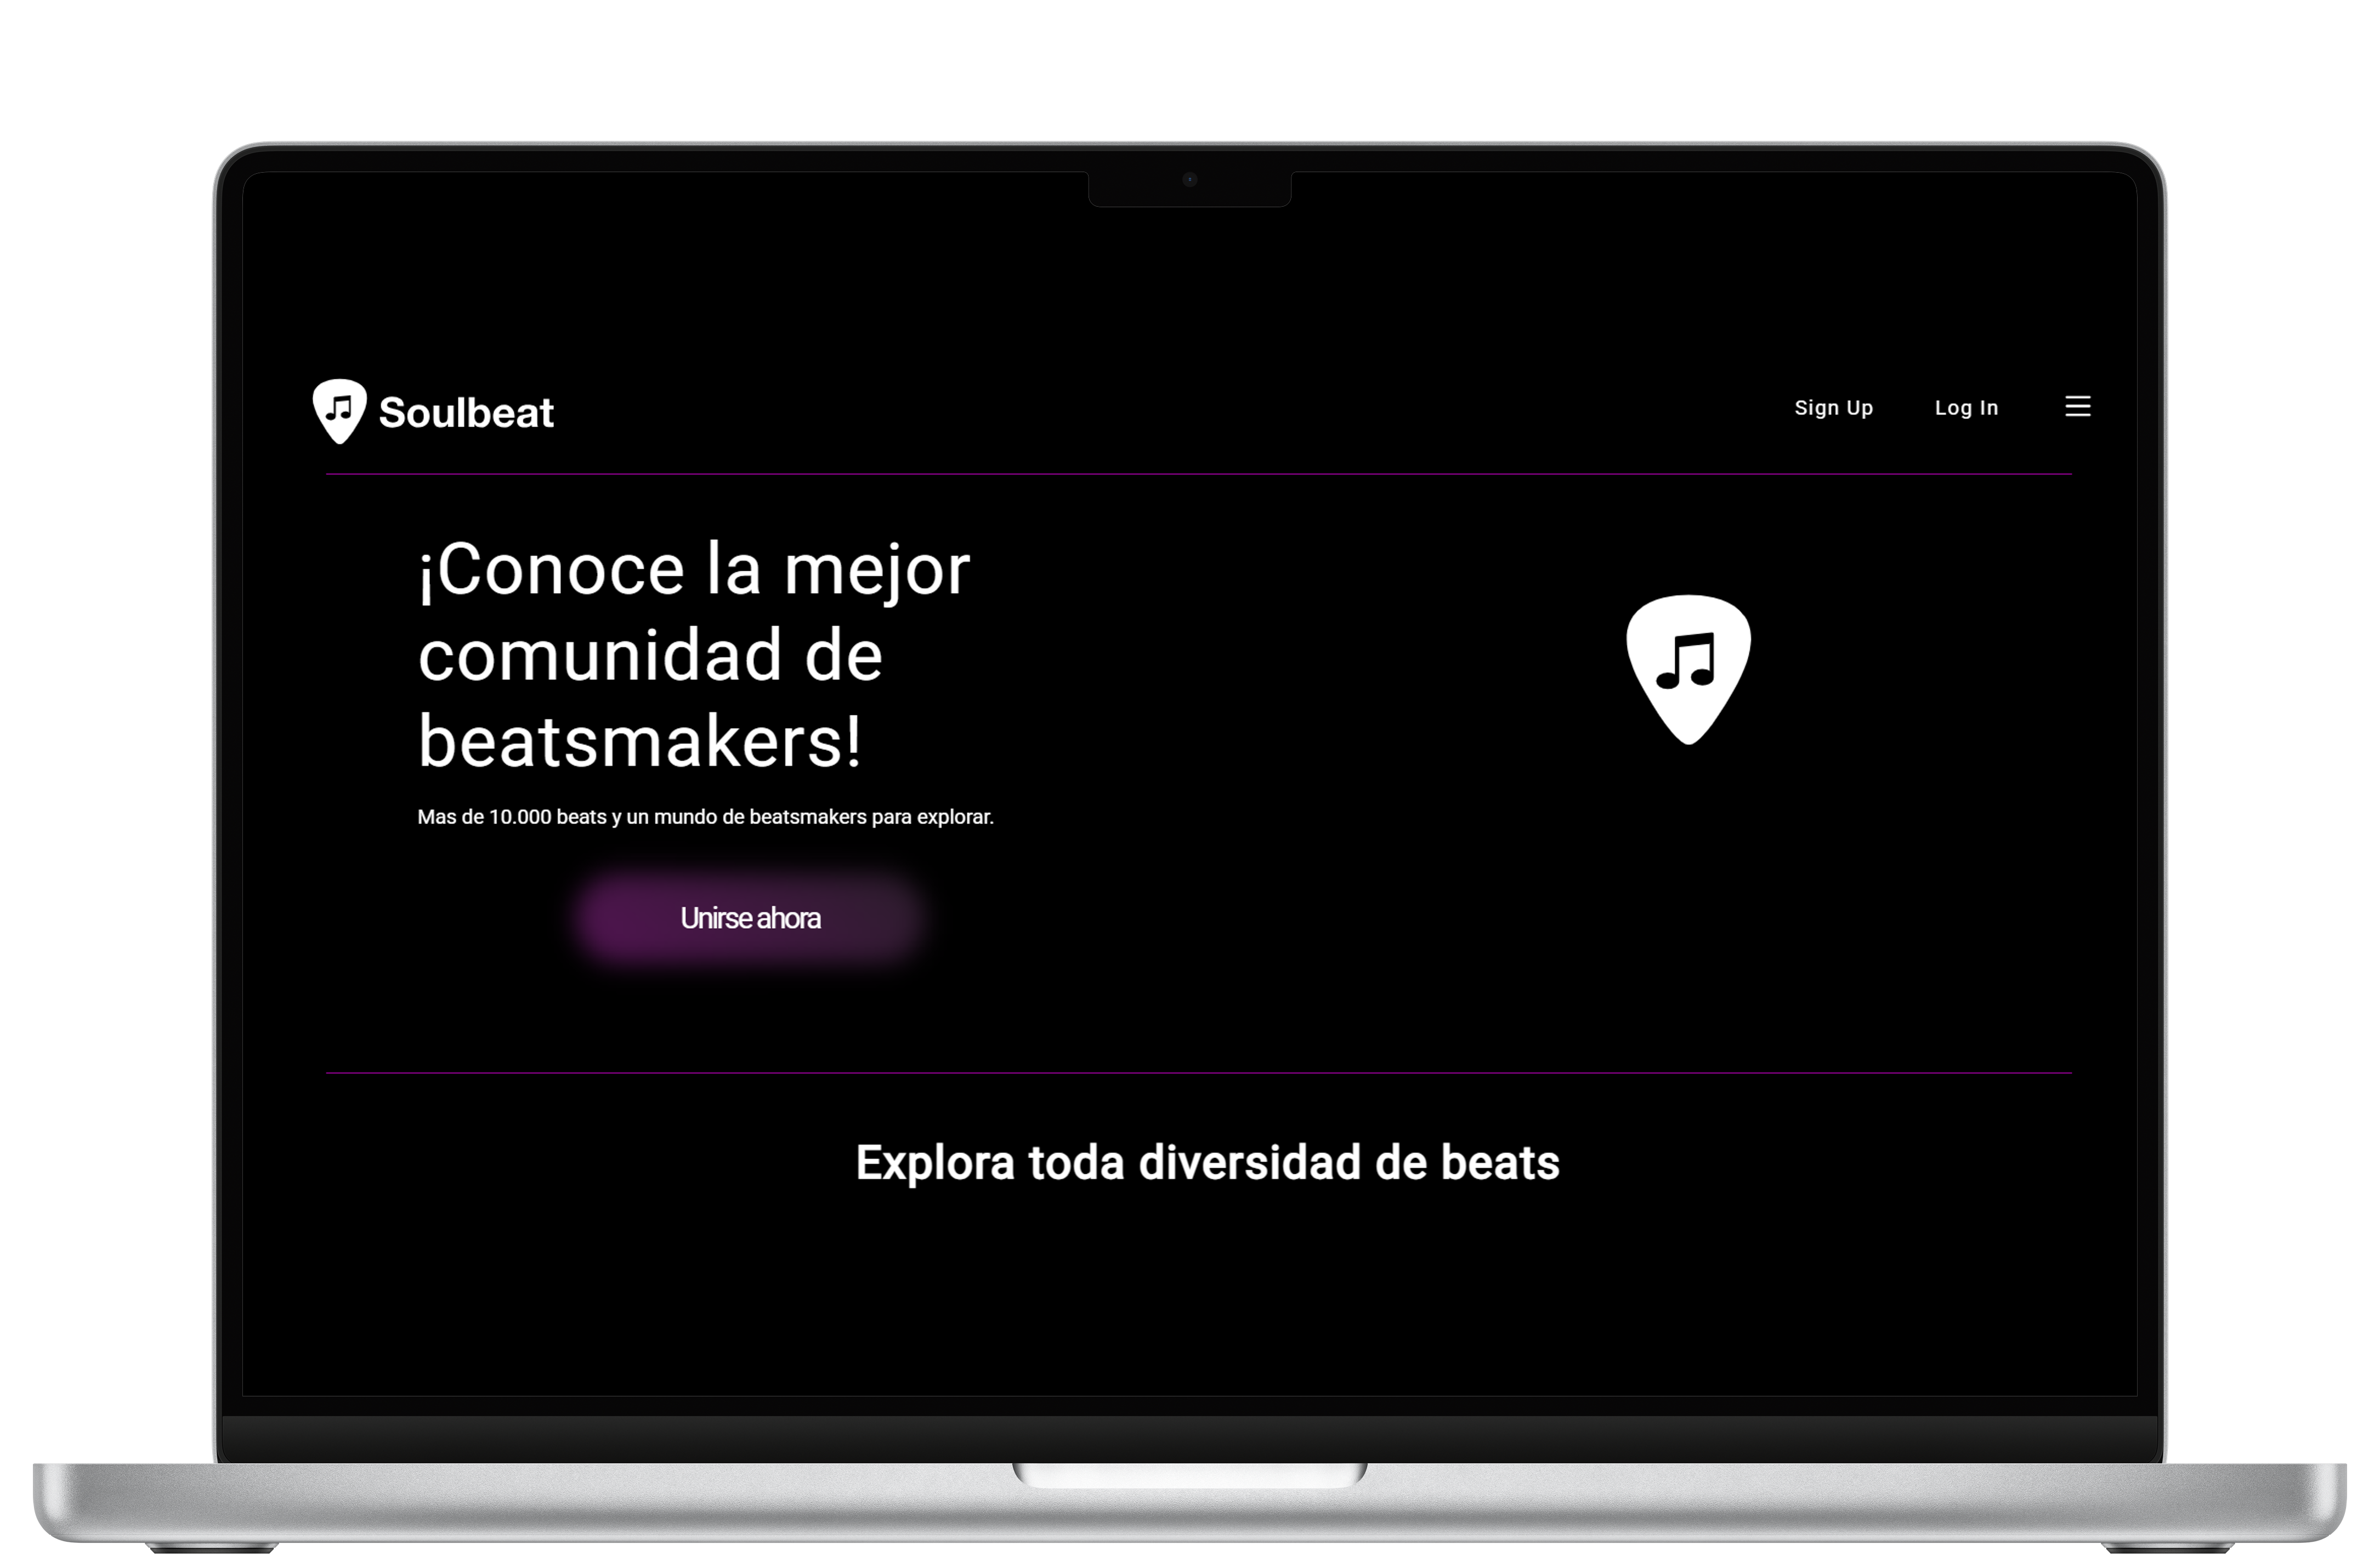 Soulbeat
Sign Up
Log In
¡Conoce la mejor
comunidad de
beatsmakers!
Mas de 10.000 beats y un mundo de beatsmakers para explorar.
Unirse ahora
Explora toda diversidad de beats